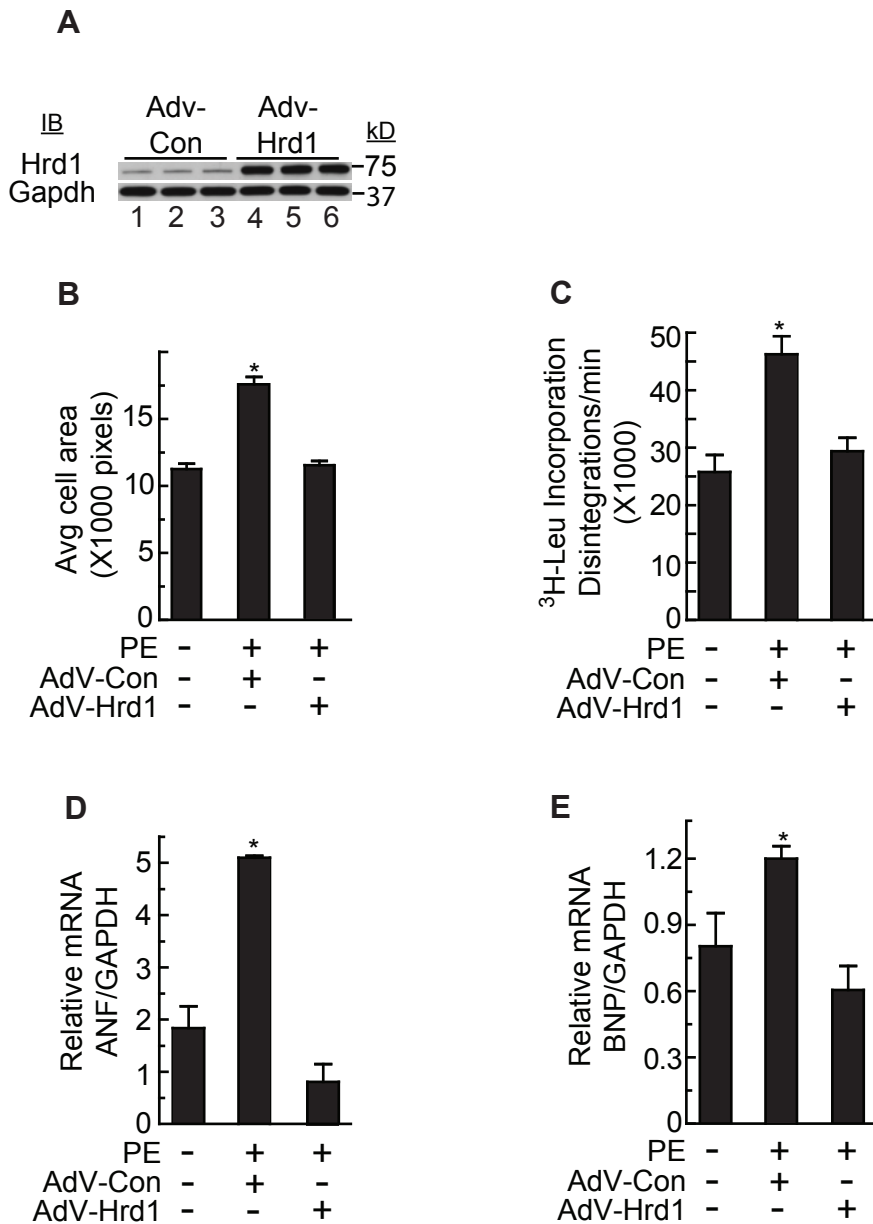 A
IB
Adv-
Con
Adv-
Hrd1
kD
Hrd1
75
Gapdh
37
1 2 3 4 5 6
B
Avg cell area
(X1000 pixels)
15
10
5
0
*
PE - + +
AdV-Con - + -
AdV-Hrd1 - - +
C
³H-Leu Incorporation
Disintegrations/min
(X1000)
50
40
30
20
10
0
*
PE - + +
AdV-Con - + -
AdV-Hrd1 - - +
D
Relative mRNA
ANF/GAPDH
5
4
3
2
1
0
*
PE - + +
AdV-Con - + -
AdV-Hrd1 - - +
E
Relative mRNA
BNP/GAPDH
1.2
0.9
0.6
0.3
0
*
PE - + +
AdV-Con - + -
AdV-Hrd1 - - +